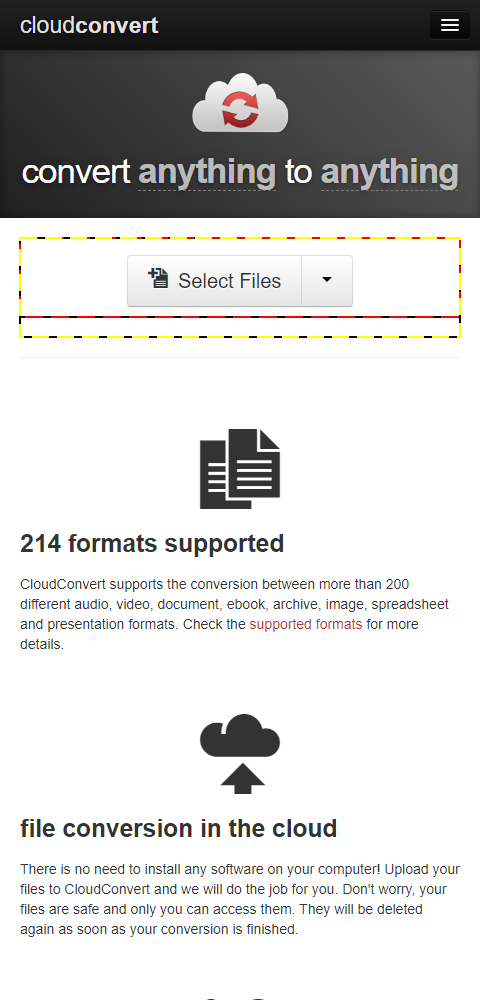 cloudconvert
convert anything to anything
Select Files
214 formats supported
CloudConvert supports the conversion between more than 200
different audio, video, document, ebook, archive, image, spreadsheet
and presentation formats. Check the supported formats for more
details.
file conversion in the cloud
There is no need to install any software on your computer! Upload your
files to CloudConvert and we will do the job for you. Don't worry, your
files are safe and only you can access them. They will be deleted
again as soon as your conversion is finished.